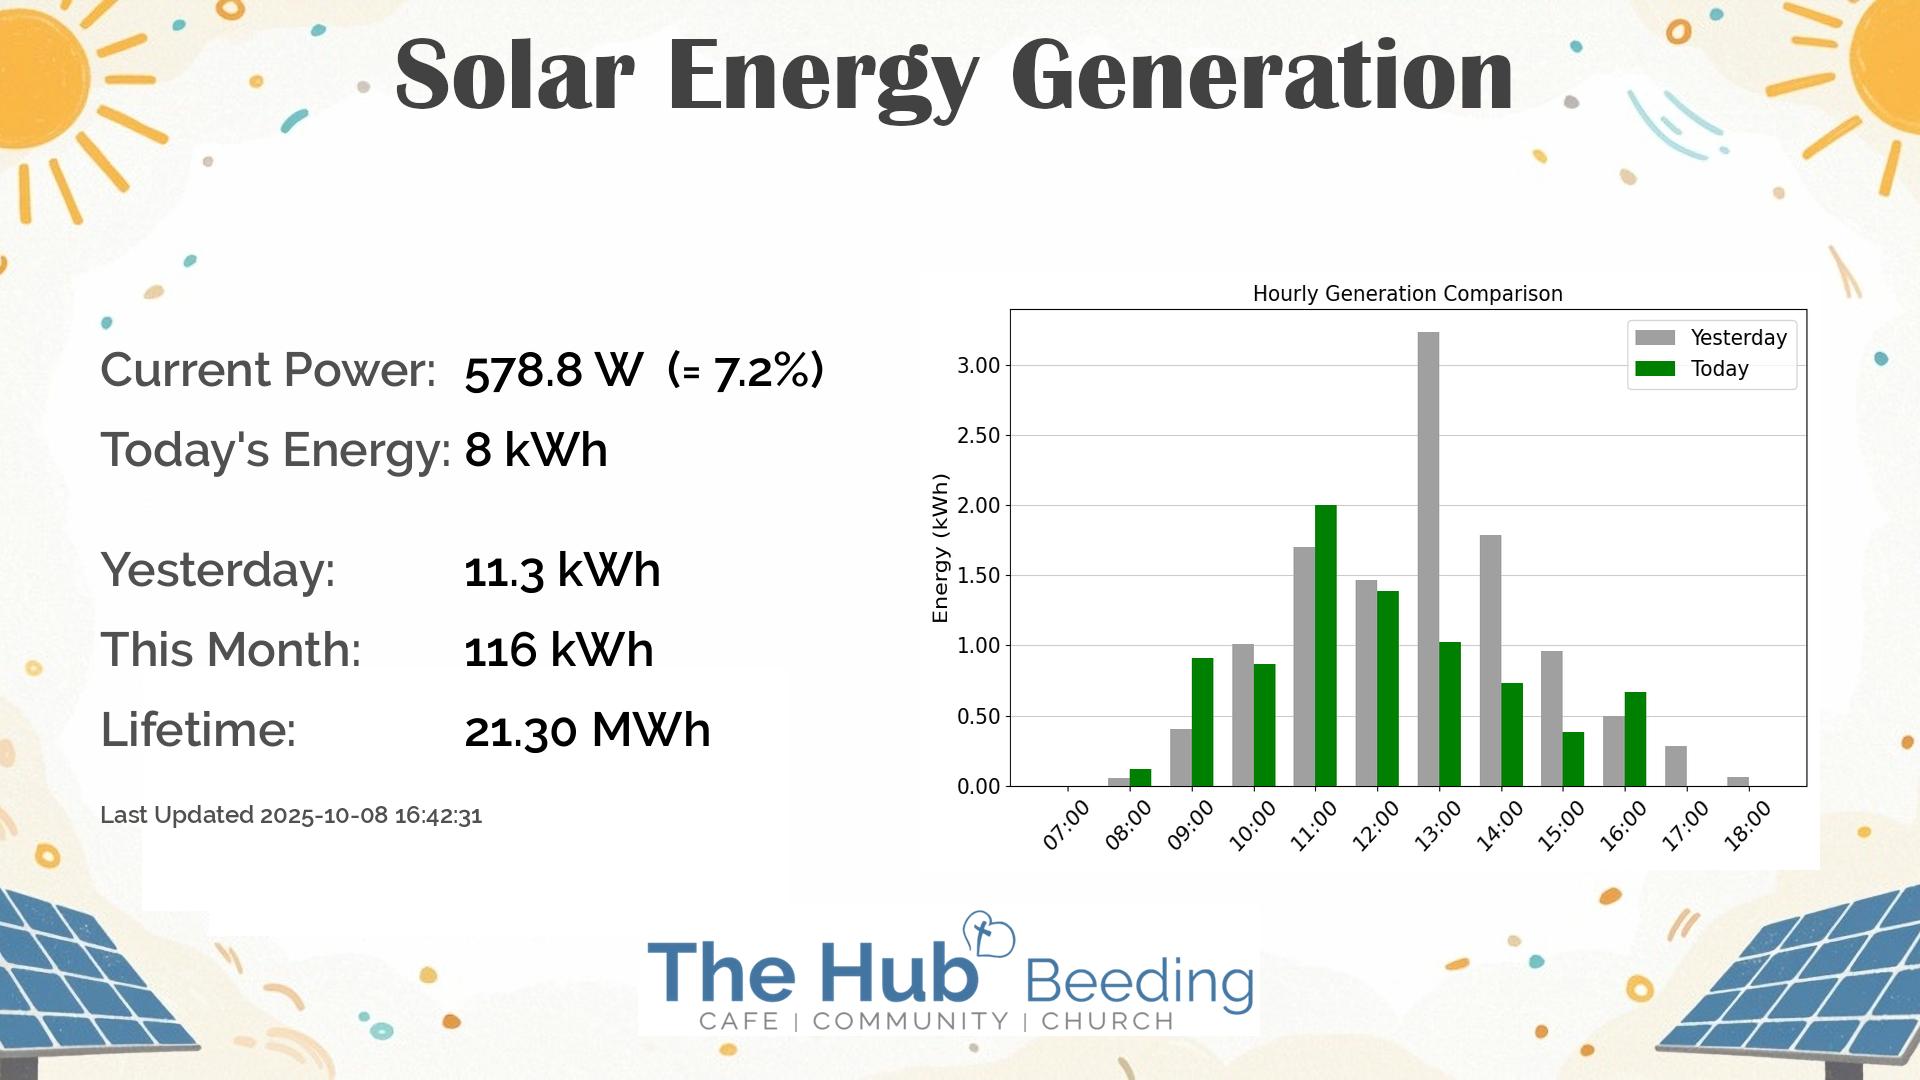 Solar Energy Generation
Current Power: 578.8 W (= 7.2%)
Today's Energy: 8 kWh
Yesterday: 11.3 kWh
This Month: 116 kWh
Lifetime: 21.30 MWh
Last Updated 2025-10-08 16:42:31
Hourly Generation Comparison
Yesterday
Today
Energy (kWh)
3.00
2.50
2.00
1.50
1.00
0.50
0.00
07:00 08:00 09:00 10:00 11:00 12:00 13:00 14:00 15:00 16:00 17:00 18:00
The Hub Beeding
CAFE | COMMUNITY | CHURCH